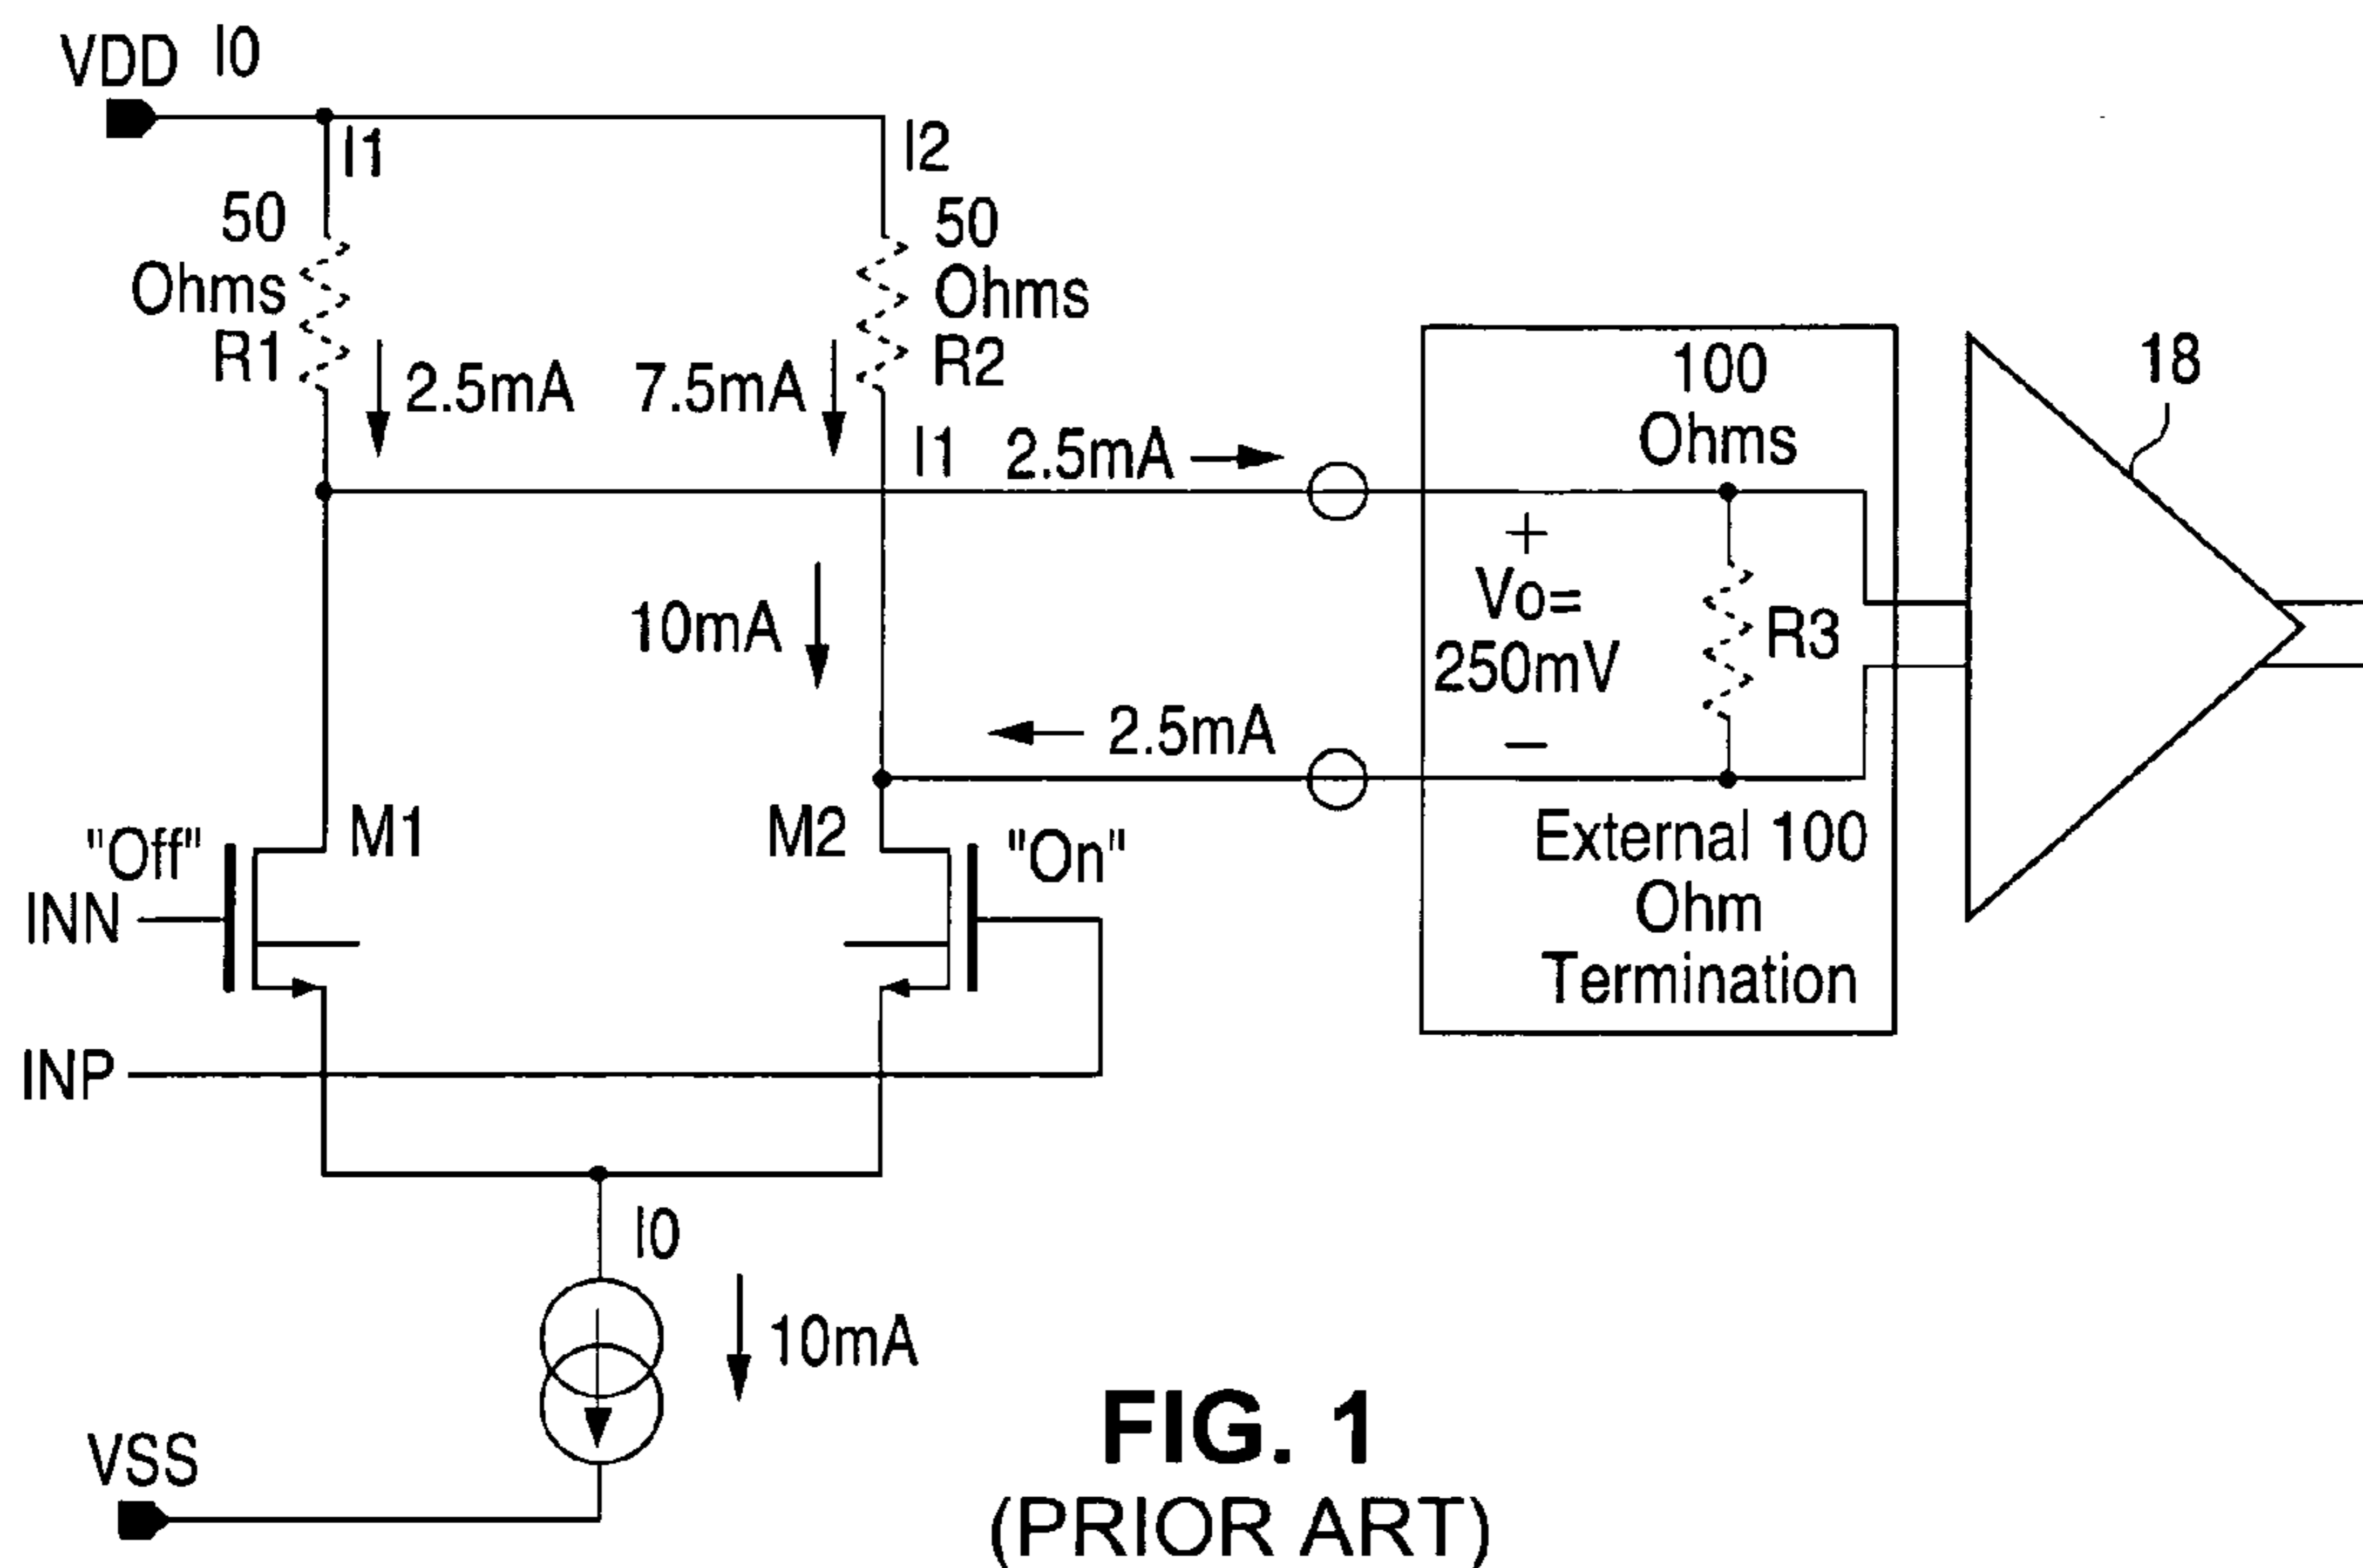 VDD I0
I1
I2
50
Ohms
R1
50
Ohms
R2
2.5mA
7.5mA
I1 2.5mA
100
Ohms
18
+
Vo=
250mV
−
R3
10mA
2.5mA
"Off"
M1
M2
"On"
INN
External 100
Ohm
Termination
INP
I0
10mA
VSS
FIG. 1
(PRIOR ART)